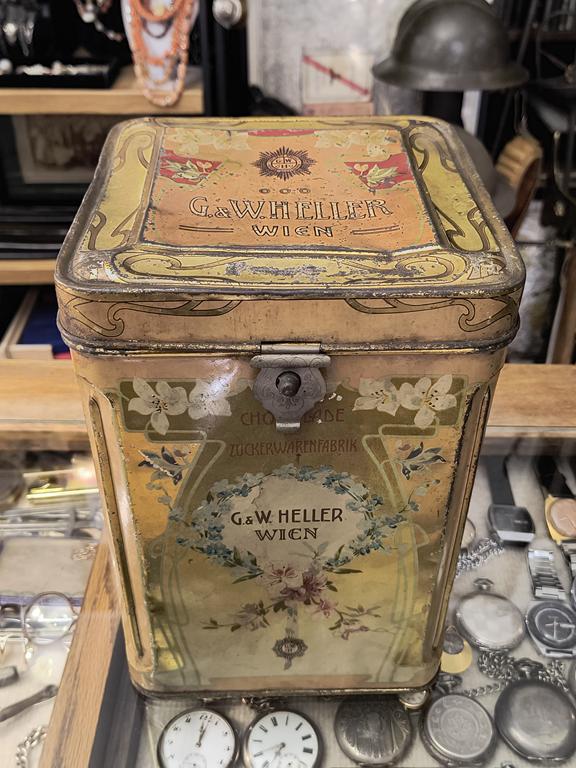 G.&W. HELLER
WIEN
CHOCOLADE
ZUCKERWARENFABRIK
G.&W. HELLER
WIEN